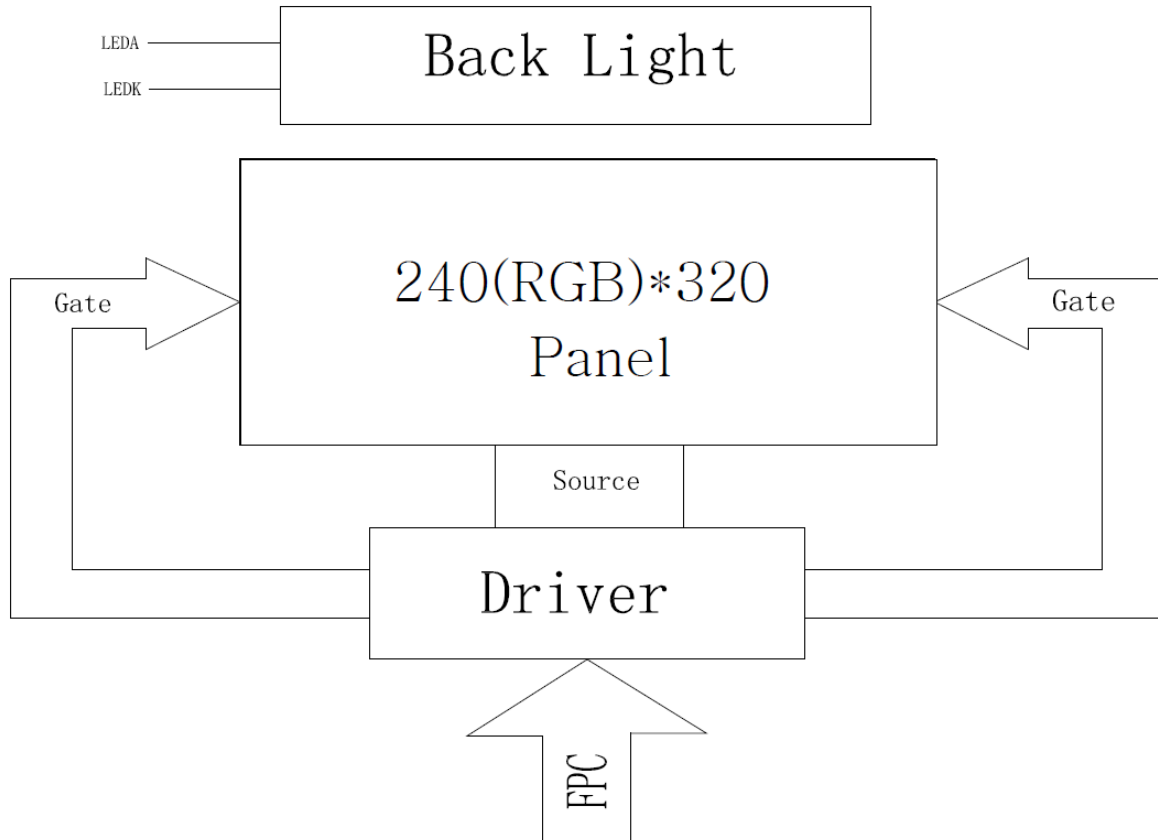 LEDA
Back Light
LEDK
240(RGB)*320
Panel
Gate
Gate
Source
Driver
FPC